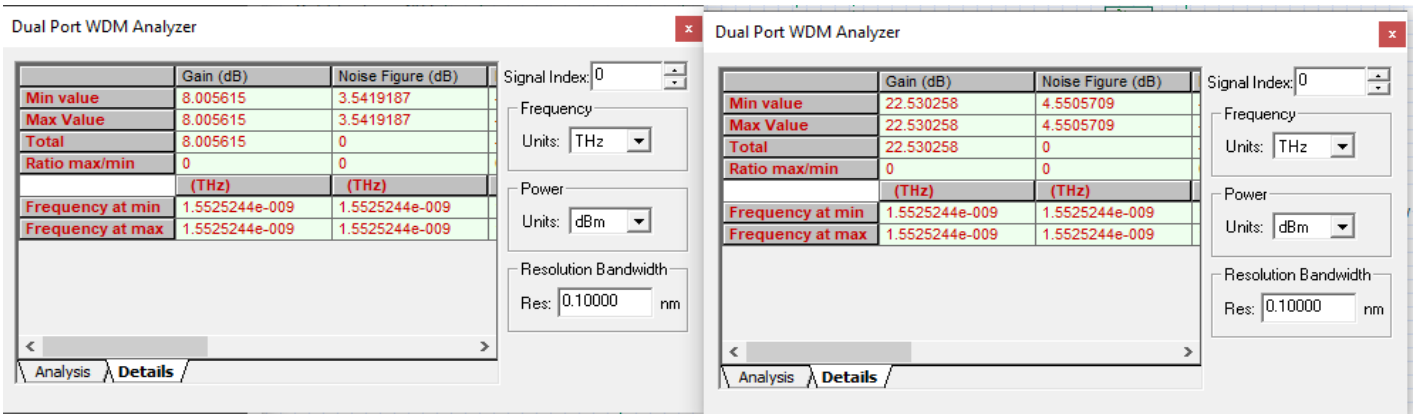 Dual Port WDM Analyzer x
Gain (dB) Noise Figure (dB)
Min value 8.005615 3.5419187
Max Value 8.005615 3.5419187
Total 8.005615 0
Ratio max/min 0 0
(THz) (THz)
Frequency at min 1.5525244e-009 1.5525244e-009
Frequency at max 1.5525244e-009 1.5525244e-009
Signal Index: 0
Frequency
Units: THz
Power
Units: dBm
Resolution Bandwidth
Res: 0.10000 nm
Analysis Details
Dual Port WDM Analyzer x
Gain (dB) Noise Figure (dB)
Min value 22.530258 4.5505709
Max Value 22.530258 4.5505709
Total 22.530258 0
Ratio max/min 0 0
(THz) (THz)
Frequency at min 1.5525244e-009 1.5525244e-009
Frequency at max 1.5525244e-009 1.5525244e-009
Signal Index: 0
Frequency
Units: THz
Power
Units: dBm
Resolution Bandwidth
Res: 0.10000 nm
Analysis Details